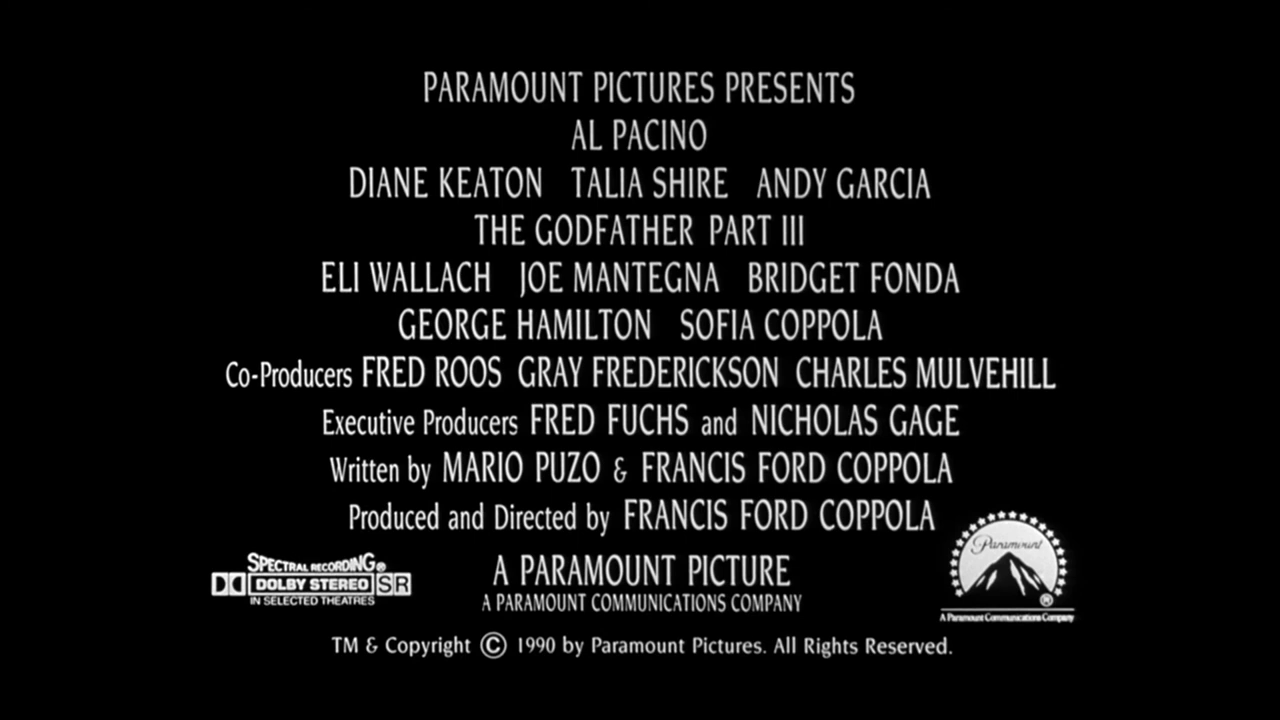 PARAMOUNT PICTURES PRESENTS
AL PACINO
DIANE KEATON TALIA SHIRE ANDY GARCIA
THE GODFATHER PART III
ELI WALLACH JOE MANTEGNA BRIDGET FONDA
GEORGE HAMILTON SOFIA COPPOLA
Co-Producers FRED ROOS GRAY FREDERICKSON CHARLES MULVEHILL
Executive Producers FRED FUCHS and NICHOLAS GAGE
Written by MARIO PUZO & FRANCIS FORD COPPOLA
Produced and Directed by FRANCIS FORD COPPOLA
SPECTRAL RECORDING®
DOLBY STEREO SR
IN SELECTED THEATRES
A PARAMOUNT PICTURE
A PARAMOUNT COMMUNICATIONS COMPANY
Paramount
®
A Paramount Communications Company
TM & Copyright © 1990 by Paramount Pictures. All Rights Reserved.